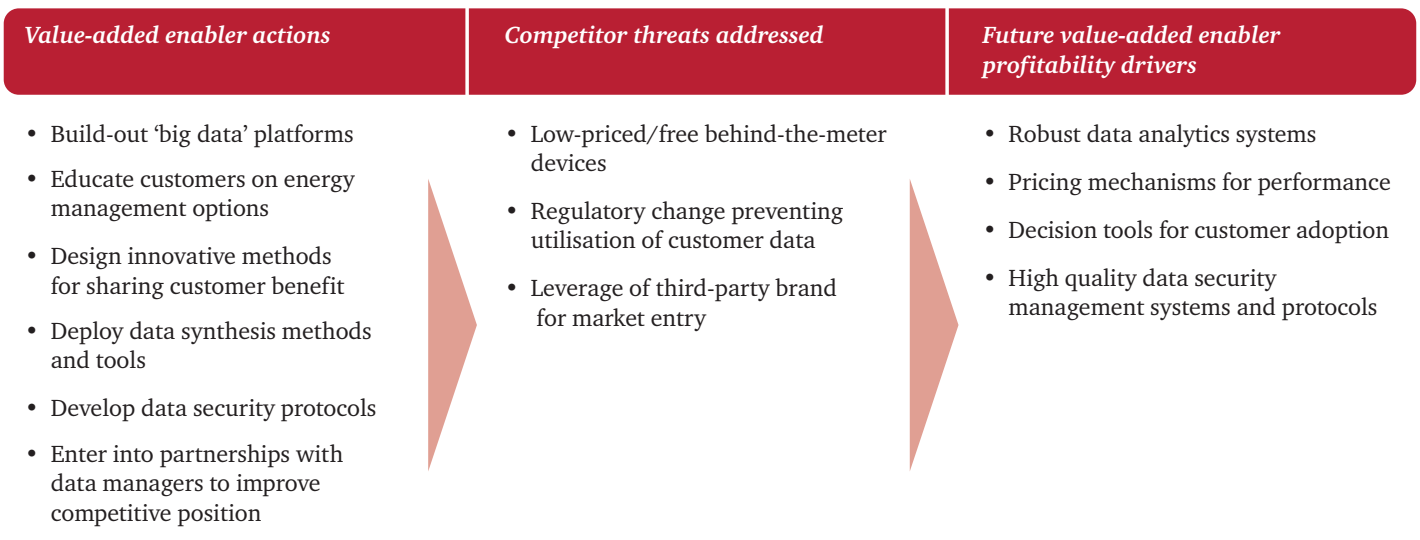 Value-added enabler actions
Competitor threats addressed
Future value-added enabler
profitability drivers
• Build-out ‘big data’ platforms
• Educate customers on energy
management options
• Design innovative methods
for sharing customer benefit
• Deploy data synthesis methods
and tools
• Develop data security protocols
• Enter into partnerships with
data managers to improve
competitive position
• Low-priced/free behind-the-meter
devices
• Regulatory change preventing
utilisation of customer data
• Leverage of third-party brand
for market entry
• Robust data analytics systems
• Pricing mechanisms for performance
• Decision tools for customer adoption
• High quality data security
management systems and protocols